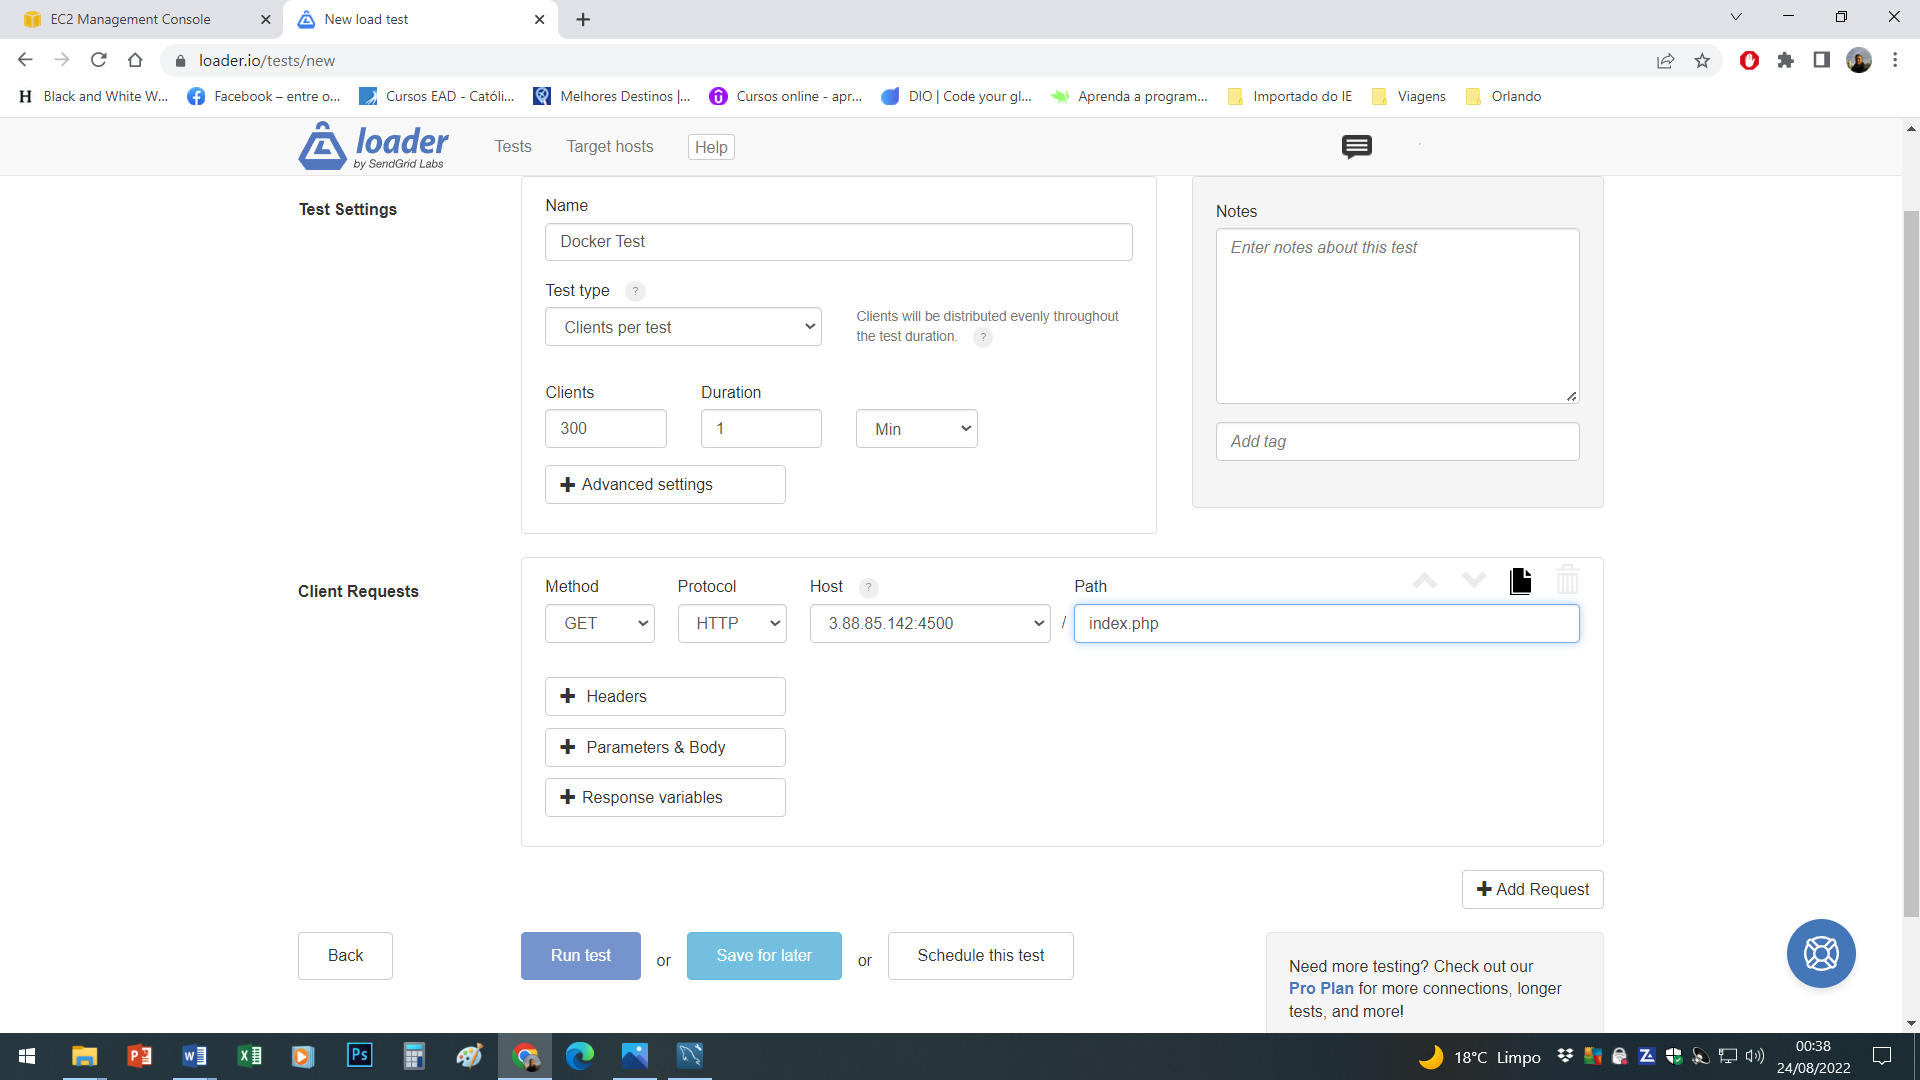 EC2 Management Console
New load test
loader.io/tests/new
H Black and White W...
Facebook – entre o...
Cursos EAD - Católi...
Melhores Destinos |...
Cursos online - apr...
DIO | Code your gl...
Aprenda a program...
Importado do IE
Viagens
Orlando
loader
by SendGrid Labs
Tests
Target hosts
Help
Test Settings
Name
Docker Test
Test type ?
Clients per test
Clients will be distributed evenly throughout
the test duration. ?
Clients
Duration
300
1
Min
Advanced settings
Notes
Enter notes about this test
Add tag
Client Requests
Method
Protocol
Host ?
Path
GET
HTTP
3.88.85.142:4500
/
index.php
Headers
Parameters & Body
Response variables
Add Request
Back
Run test
or
Save for later
or
Schedule this test
Need more testing? Check out our
Pro Plan for more connections, longer
tests, and more!
Ps
18°C Limpo
00:38
24/08/2022